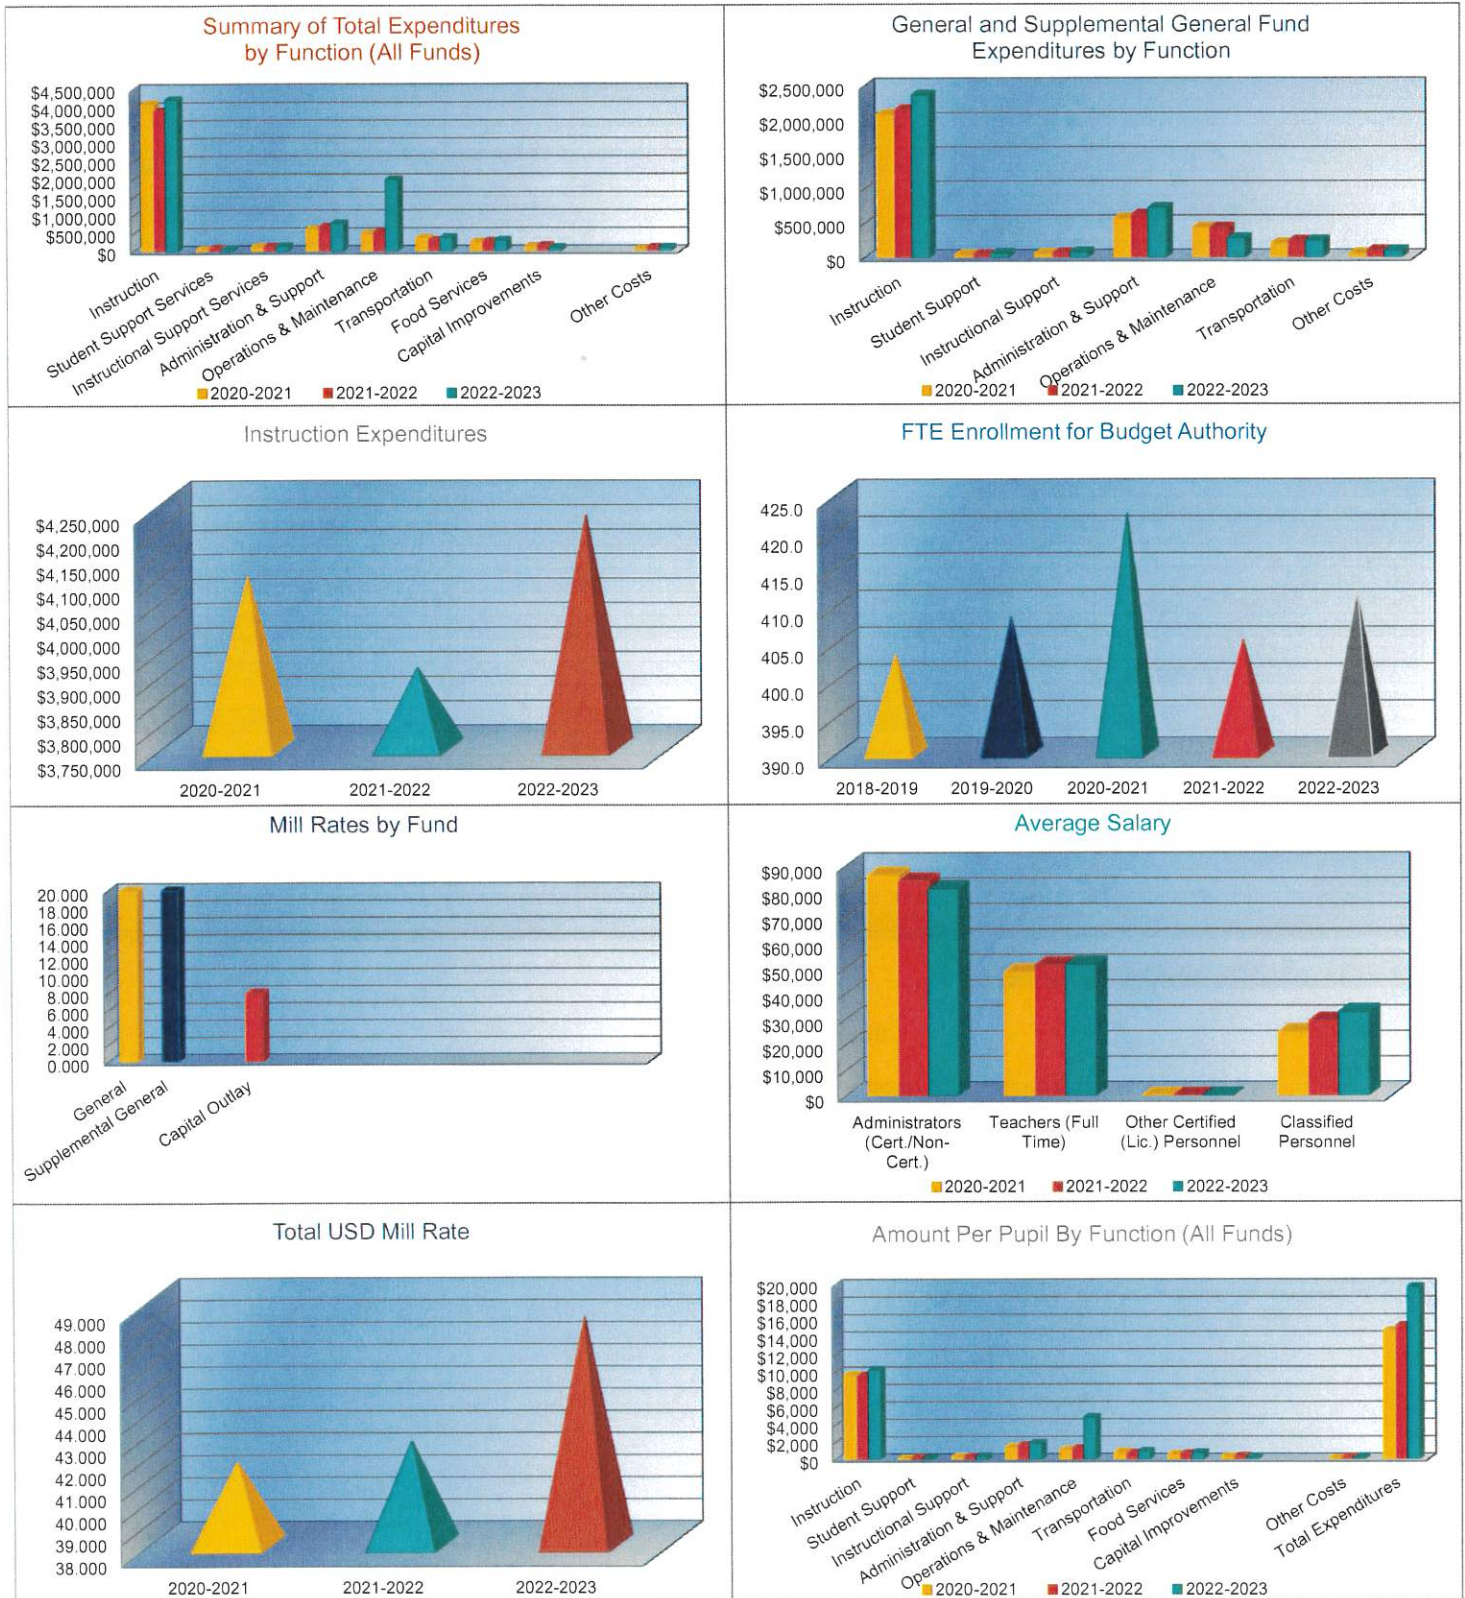 Summary of Total Expenditures
by Function (All Funds)
$4,500,000
$4,000,000
$3,500,000
$3,000,000
$2,500,000
$2,000,000
$1,500,000
$1,000,000
$500,000
$0
Instruction
Student Support Services
Instructional Support Services
Administration & Support
Operations & Maintenance
Transportation
Food Services
Capital Improvements
Other Costs
2020-2021 2021-2022 2022-2023
General and Supplemental General Fund
Expenditures by Function
$2,500,000
$2,000,000
$1,500,000
$1,000,000
$500,000
$0
Instruction
Student Support
Instructional Support
Administration & Support
Operations & Maintenance
Transportation
Other Costs
2020-2021 2021-2022 2022-2023
Instruction Expenditures
$4,250,000
$4,200,000
$4,150,000
$4,100,000
$4,050,000
$4,000,000
$3,950,000
$3,900,000
$3,850,000
$3,800,000
$3,750,000
2020-2021 2021-2022 2022-2023
FTE Enrollment for Budget Authority
425.0
420.0
415.0
410.0
405.0
400.0
395.0
390.0
2018-2019 2019-2020 2020-2021 2021-2022 2022-2023
Mill Rates by Fund
20.000
18.000
16.000
14.000
12.000
10.000
8.000
6.000
4.000
2.000
0.000
General
Supplemental General
Capital Outlay
Average Salary
$90,000
$80,000
$70,000
$60,000
$50,000
$40,000
$30,000
$20,000
$10,000
$0
Administrators
(Cert./Non-
Cert.)
Teachers (Full
Time)
Other Certified
(Lic.) Personnel
Classified
Personnel
2020-2021 2021-2022 2022-2023
Total USD Mill Rate
49.000
48.000
47.000
46.000
45.000
44.000
43.000
42.000
41.000
40.000
39.000
38.000
2020-2021 2021-2022 2022-2023
Amount Per Pupil By Function (All Funds)
$20,000
$18,000
$16,000
$14,000
$12,000
$10,000
$8,000
$6,000
$4,000
$2,000
$0
Instruction
Student Support
Instructional Support
Administration & Support
Operations & Maintenance
Transportation
Food Services
Capital Improvements
Other Costs
Total Expenditures
2020-2021 2021-2022 2022-2023